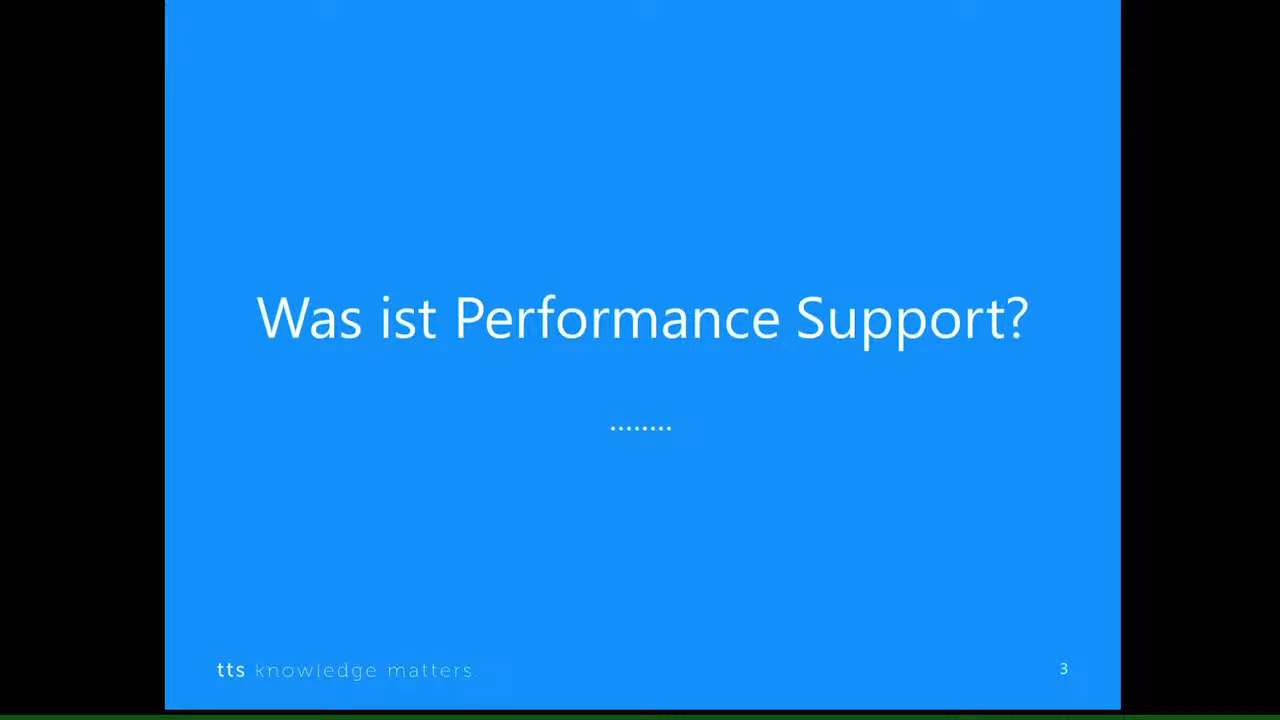 Was ist Performance Support?
........
tts knowledge matters
3